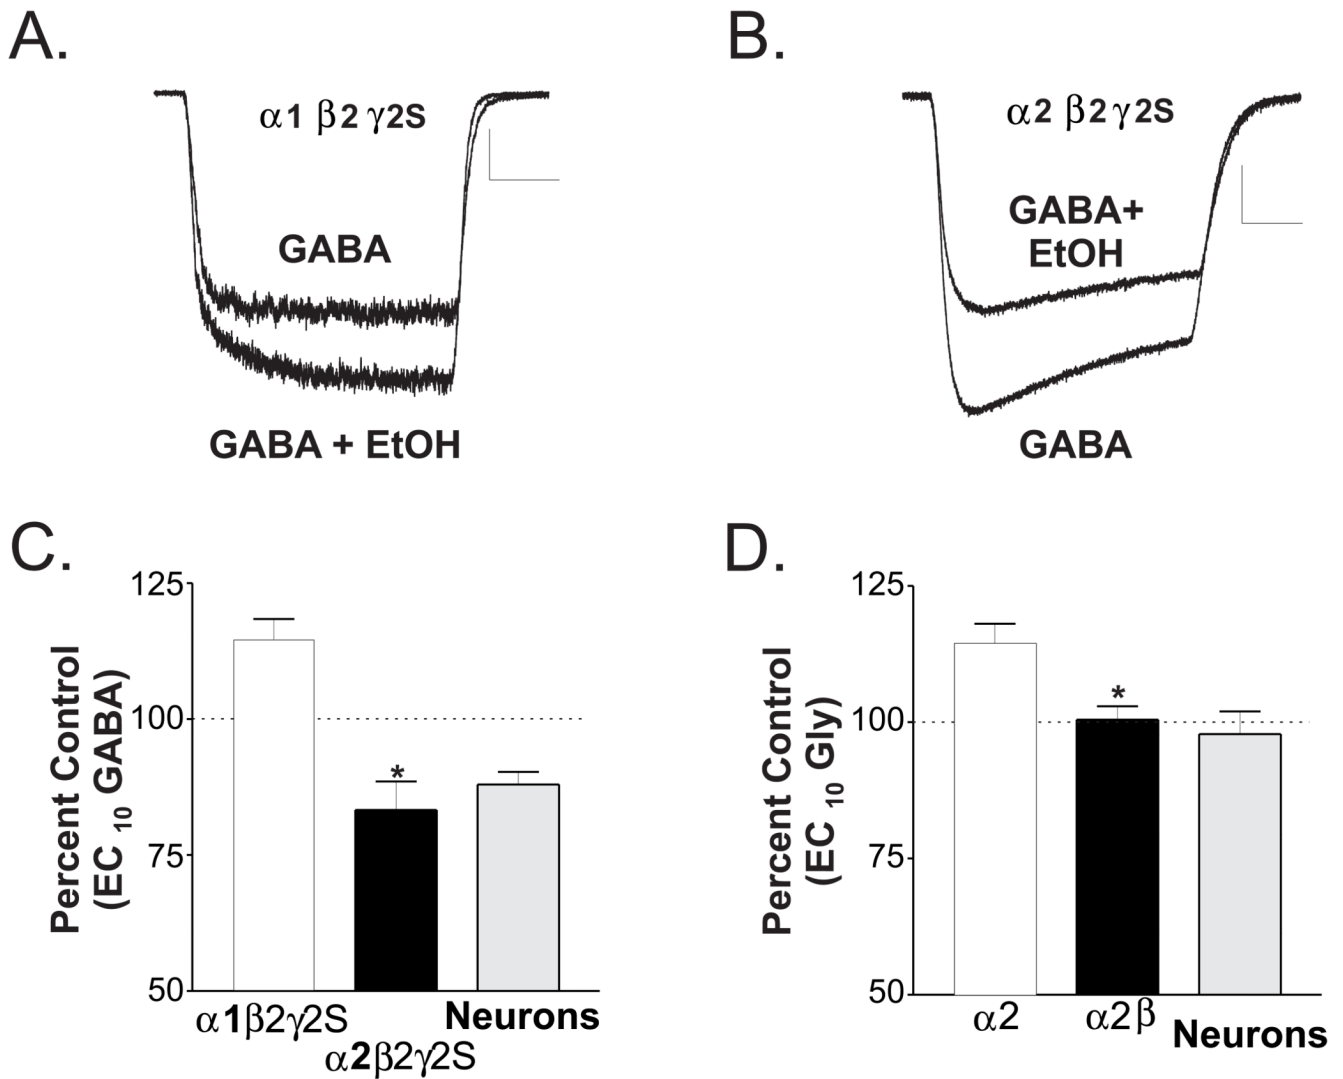 A.
B.
α1 β2 γ2S
α2 β2 γ2S
GABA
GABA+
EtOH
GABA + EtOH
GABA
C.
D.
Percent Control
(EC 10 GABA)
125
100
75
50
*
α1β2γ2S
α2β2γ2S
Neurons
Percent Control
(EC 10 Gly)
125
100
75
50
*
α2
α2β
Neurons